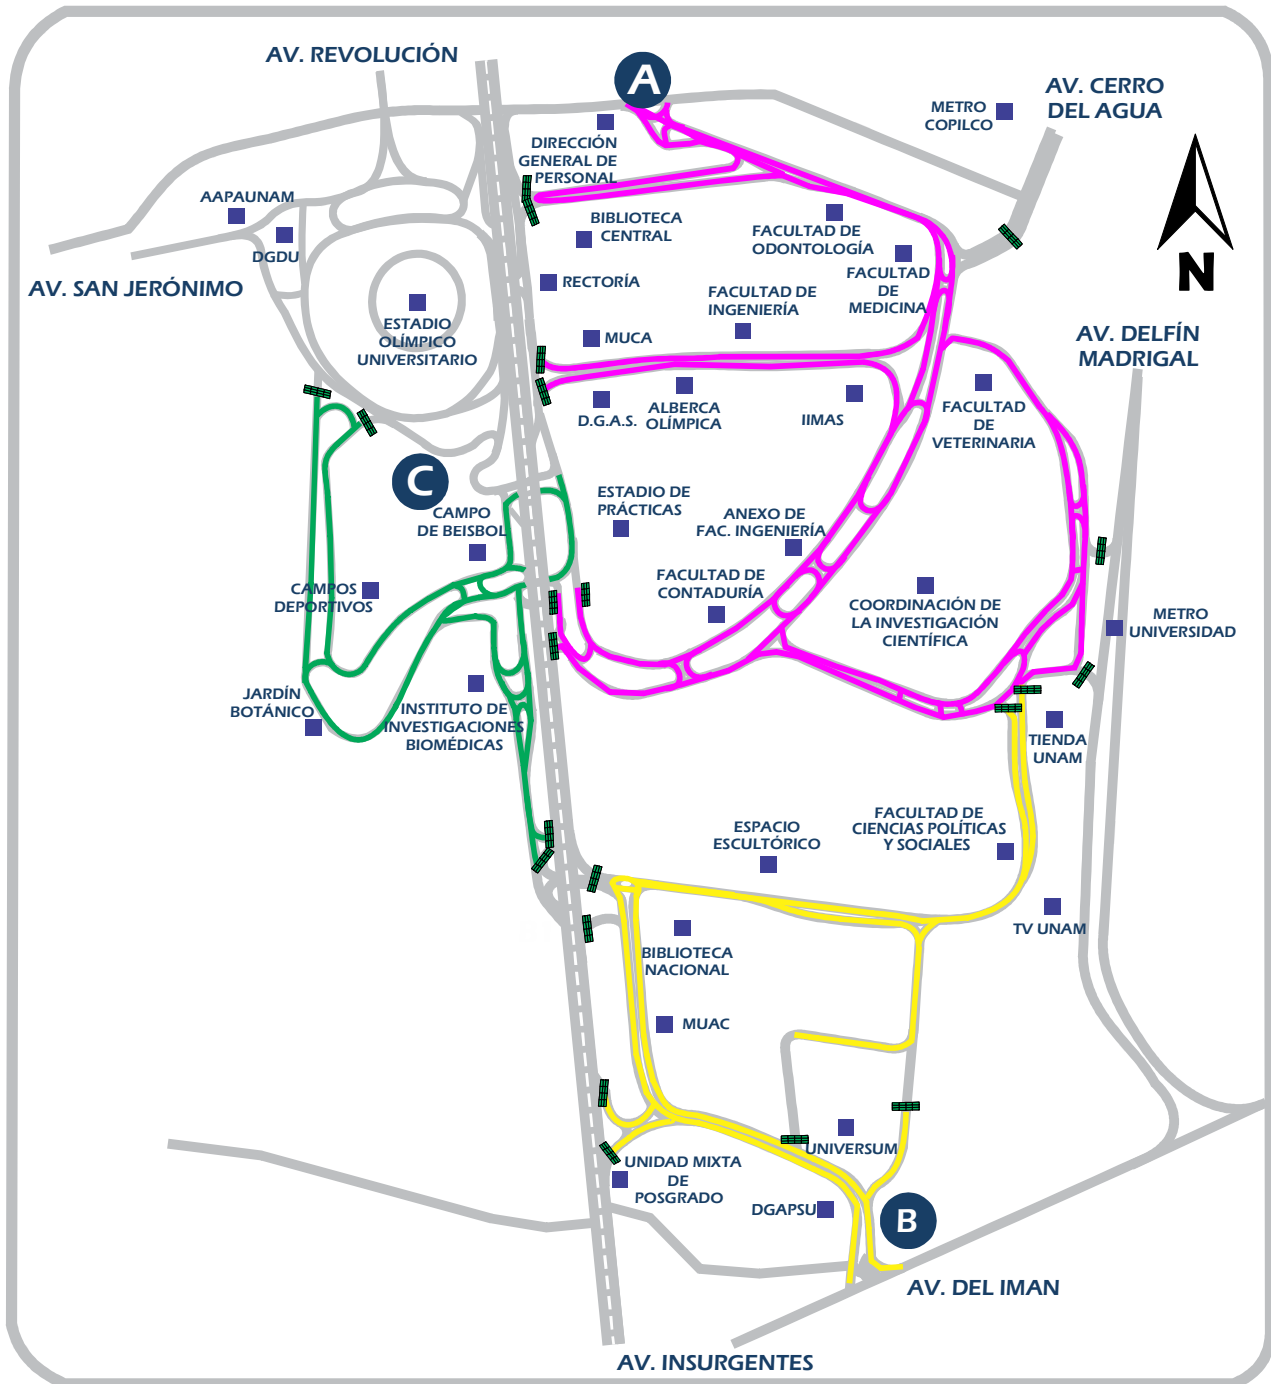 AV. REVOLUCIÓN
A
AV. CERRO
DEL AGUA
METRO
COPILCO
DIRECCIÓN
GENERAL DE
PERSONAL
AAPAUNAM
DGDU
BIBLIOTECA
CENTRAL
FACULTAD DE
ODONTOLOGÍA
FACULTAD
DE
MEDICINA
N
AV. SAN JERÓNIMO
RECTORÍA
FACULTAD DE
INGENIERÍA
ESTADIO
OLÍMPICO
UNIVERSITARIO
MUCA
AV. DELFÍN
MADRIGAL
D.G.A.S.
ALBERCA
OLÍMPICA
IIMAS
FACULTAD
DE
VETERINARIA
C
CAMPO
DE BEISBOL
ESTADIO DE
PRÁCTICAS
ANEXO DE
FAC. INGENIERÍA
CAMPOS
DEPORTIVOS
FACULTAD DE
CONTADURÍA
COORDINACIÓN DE
LA INVESTIGACIÓN
CIENTÍFICA
METRO
UNIVERSIDAD
JARDÍN
BOTÁNICO
INSTITUTO DE
INVESTIGACIONES
BIOMÉDICAS
TIENDA
UNAM
ESPACIO
ESCULTÓRICO
FACULTAD DE
CIENCIAS POLÍTICAS
Y SOCIALES
TV UNAM
BIBLIOTECA
NACIONAL
MUAC
UNIVERSUM
UNIDAD MIXTA
DE
POSGRADO
DGAPSU
B
AV. DEL IMAN
AV. INSURGENTES